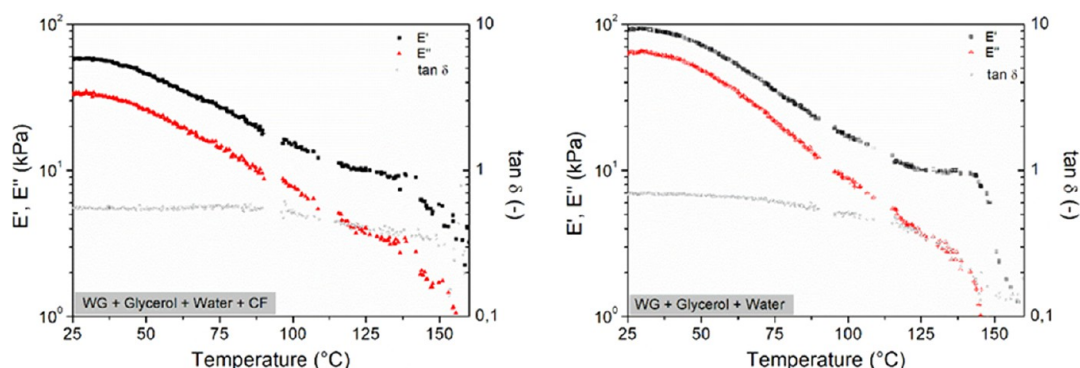 10²
10¹
10⁰
E', E" (kPa)
10
1
0,1
tan δ (-)
E'
E"
tan δ
WG + Glycerol + Water + CF
25 50 75 100 125 150
Temperature (°C)
10²
10¹
10⁰
E', E" (kPa)
10
1
0,1
tan δ (-)
E'
E"
tan δ
WG + Glycerol + Water
25 50 75 100 125 150
Temperature (°C)